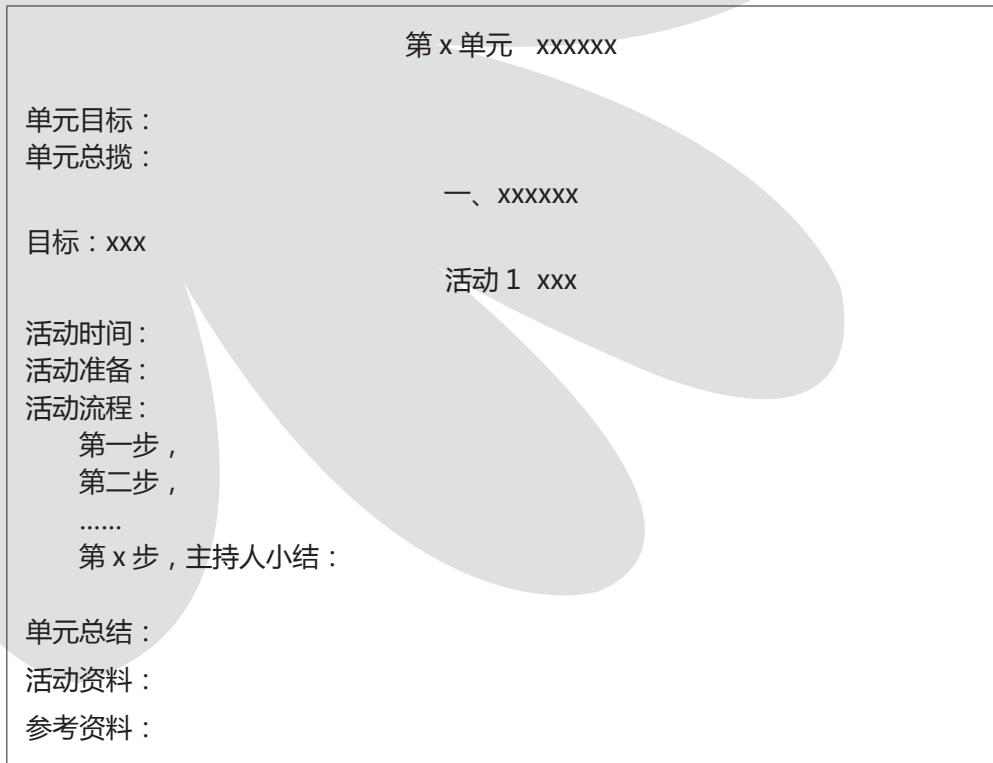 第 x 单元 xxxxxx
单元目标：
单元总揽：
一、xxxxxx
目标：xxx
活动 1 xxx
活动时间：
活动准备：
活动流程：
第一步，
第二步，
……
第 x 步，主持人小结：
单元总结：
活动资料：
参考资料：